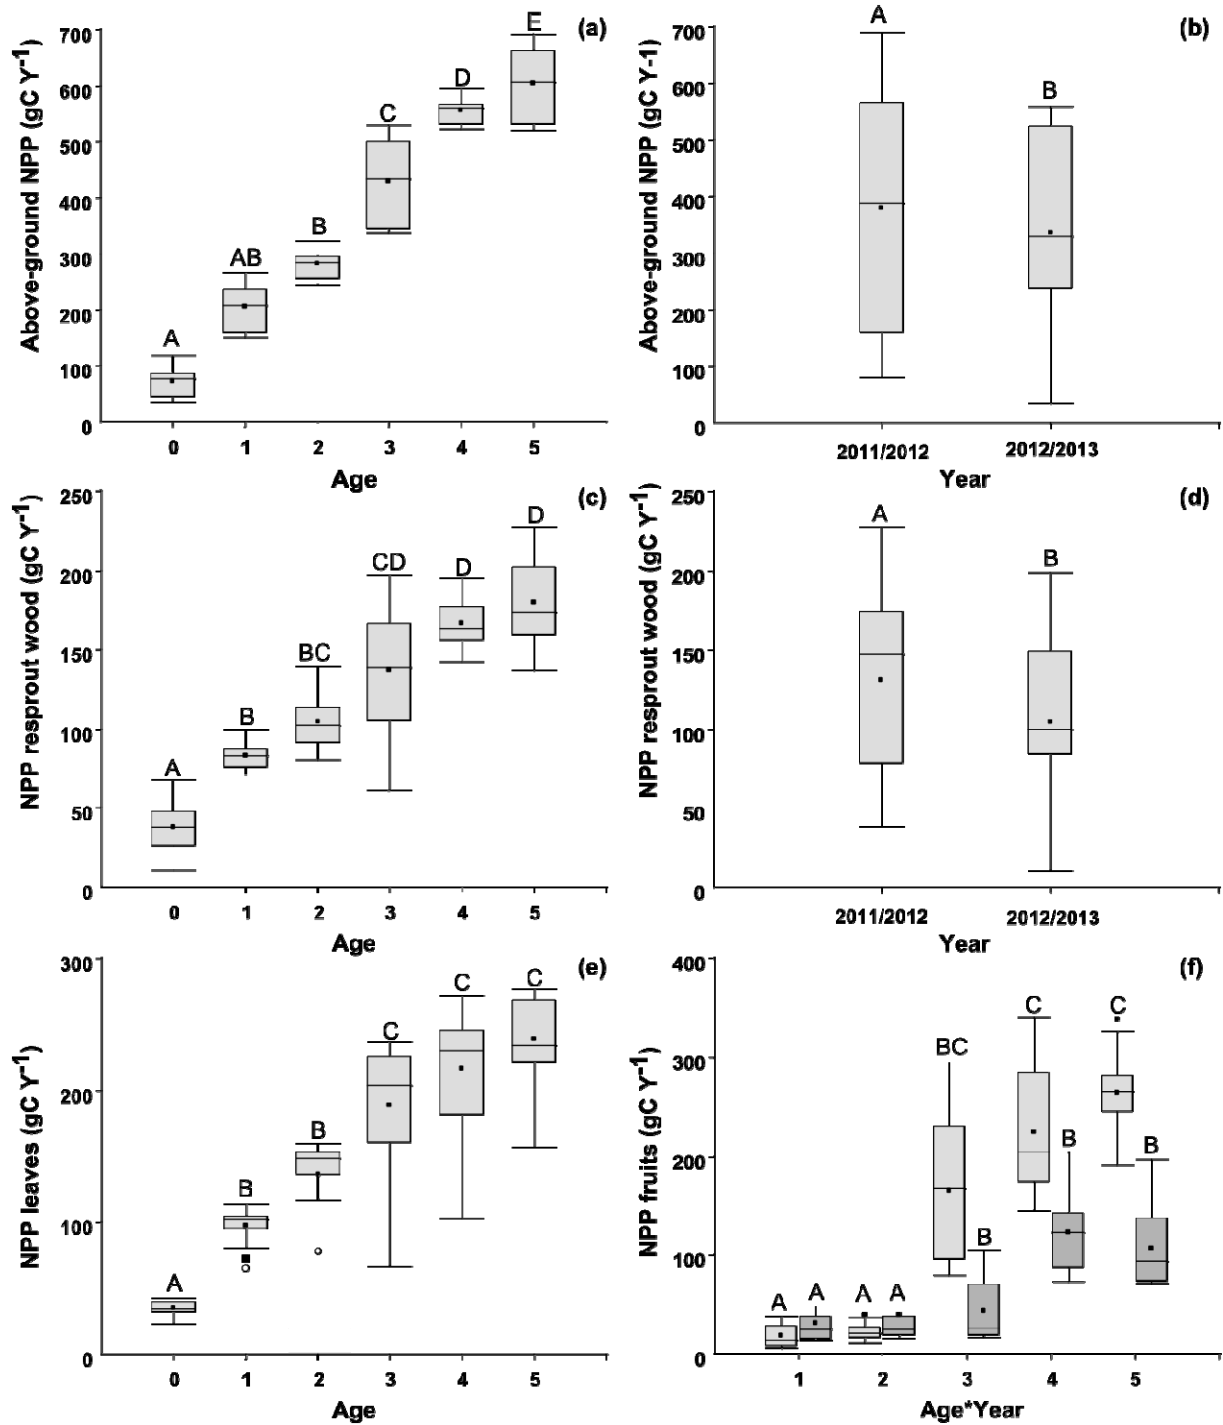 700
600
500
400
300
200
100
0
Above-ground NPP (gC Y⁻¹)
A
AB
B
C
D
E
(a)
0 1 2 3 4 5
Age
700
600
500
400
300
200
100
0
Above-ground NPP (gC Y-1)
A
B
(b)
2011/2012 2012/2013
Year
250
200
150
100
50
0
NPP resprout wood (gC Y⁻¹)
A
B
BC
CD
D
D
(c)
0 1 2 3 4 5
Age
250
200
150
100
50
0
NPP resprout wood (gC Y⁻¹)
A
B
(d)
2011/2012 2012/2013
Year
300
200
100
0
NPP leaves (gC Y⁻¹)
A
B
B
C
C
C
(e)
0 1 2 3 4 5
Age
400
300
200
100
0
NPP fruits (gC Y⁻¹)
A A
A A
BC B
C B
C B
(f)
1 2 3 4 5
Age*Year